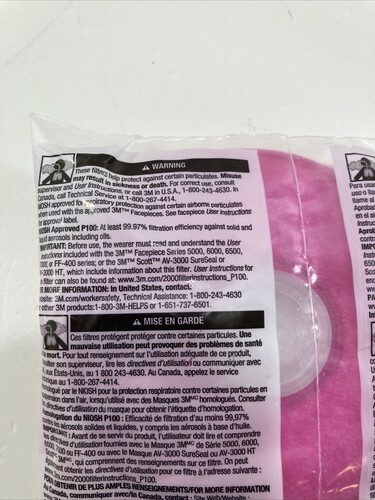 WARNING
These filters help protect against certain particulates. Misuse
may result in sickness or death. For correct use, consult
supervisor and User Instructions, or call 3M in U.S.A., 1-800-243-4630. In
Canada, call Technical Service at 1-800-267-4414.
NIOSH approved for respiratory protection against certain airborne particulates
when used with the approved 3M™ Facepieces. See facepiece User Instructions
or approval label.
NIOSH Approved P100: At least 99.97% filtration efficiency against solid and
liquid aerosols including oils.
IMPORTANT: Before use, the wearer must read and understand the User
Instructions included with the 3M™ Facepiece Series 5000, 6000, 6500,
7000, or FF-400 series; or the 3M™ Scott™ AV-3000 SureSeal or
AV-3000 HT, which include information about this filter. User Instructions for
filter can also be found at: www.3m.com/2000filterinstructions_P100.
FOR MORE INFORMATION: In United States, contact:
Website: 3M.com/workersafety, Technical Assistance: 1-800-243-4630
For other 3M products:1-800-3M-HELPS or 1-651-737-6501.
MISE EN GARDE
Ces filtres protègent protéger contre certaines particules. Une
mauvaise utilisation peut provoquer des problèmes de santé
la mort. Pour tout renseignement sur l'utilisation adéquate de ce produit,
consulter son superviseur, lire les directives d'utilisation ou communiquer avec
3M, aux États-Unis, au 1 800 243-4630. Au Canada, appelez le service
technique au 1-800-267-4414.
Homologué par le NIOSH pour la protection respiratoire contre certaines particules en
suspension dans l'air, lorsqu'utilisé avec des Masques 3Mᴹᴰ homologués. Consulter
les directives d'utilisation du masque pour obtenir l'étiquette d'homologation.
Homologation du NIOSH P100 : Efficacité de filtration d'au moins 99,97%
contre les aérosols solides et liquides, y compris les aérosols à base d'huile.
IMPORTANT : Avant de se servir du produit, l'utilisateur doit lire et comprendre
les directives d'utilisation fournies avec le Masque 3Mᴹᴰ de Série 5000, 6000,
6500, 7000 ou FF-400 ou avec le Masque AV-3000 SureSeal ou AV-3000 HT
Scott™ 3Mᴹᴰ, qui comprennent des renseignements sur ce filtre. On peut
également obtenir les directives d'utilisation pour ce filtre à l'adresse suivante :
www.3m.com/2000filterinstructions_P100.
POUR OBTENIR DE PLUS AMPLES RENSEIGNEMENTS/FOR MORE INFORMATION
Au Canada, communiquer avec/In Canada, contact :
Para usar